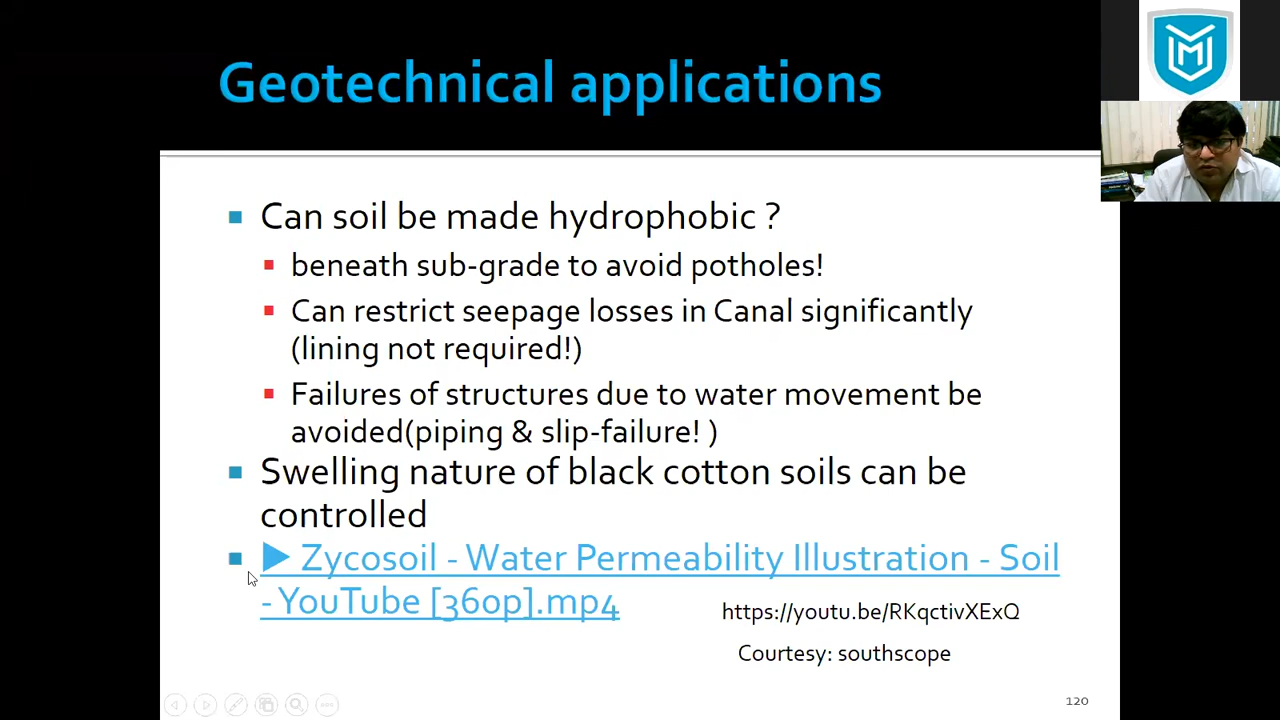 Geotechnical applications
Can soil be made hydrophobic ?
beneath sub-grade to avoid potholes!
Can restrict seepage losses in Canal significantly
(lining not required!)
Failures of structures due to water movement be
avoided(piping & slip-failure! )
Swelling nature of black cotton soils can be
controlled
▶ Zycosoil - Water Permeability Illustration - Soil
- YouTube [360p].mp4
https://youtu.be/RKqctivXExQ
Courtesy: southscope
120